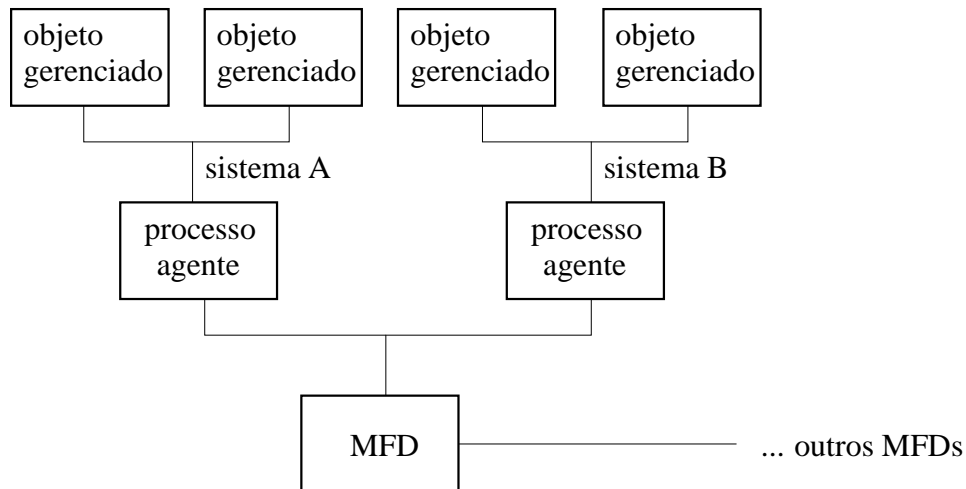 objeto
gerenciado
objeto
gerenciado
objeto
gerenciado
objeto
gerenciado
sistema A
sistema B
processo
agente
processo
agente
MFD
... outros MFDs